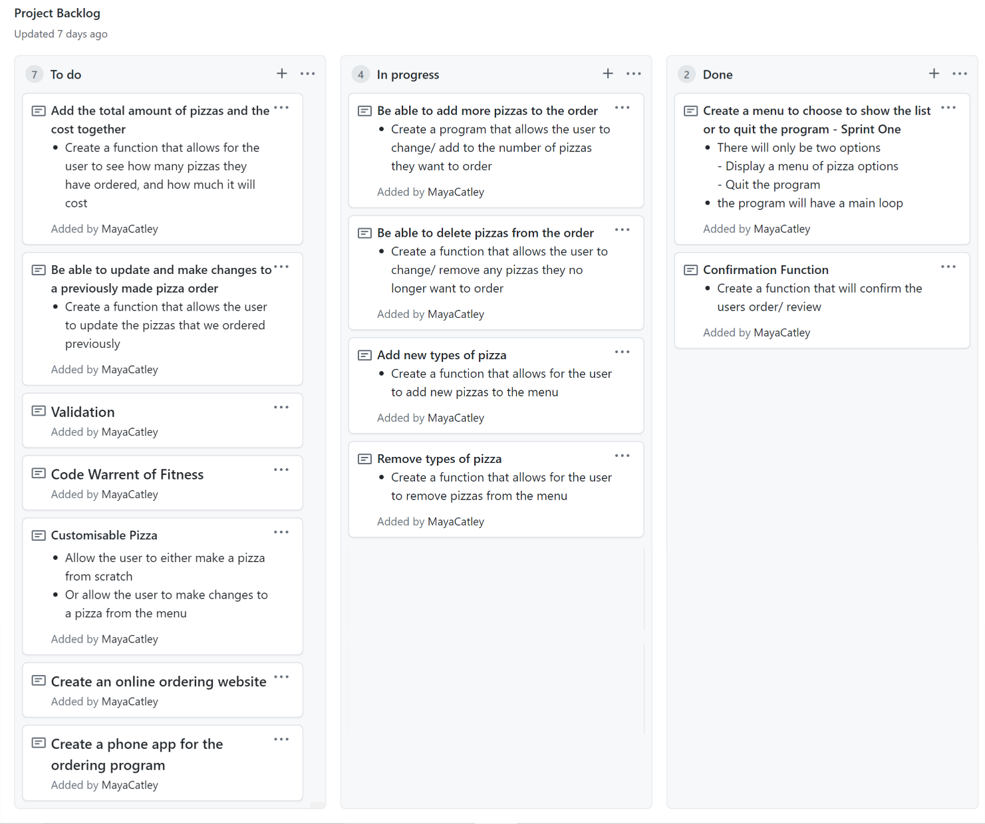 Project Backlog
Updated 7 days ago
7 To do
Add the total amount of pizzas and the
cost together
• Create a function that allows for the
user to see how many pizzas they
have ordered, and how much it will
cost
Added by MayaCatley
Be able to update and make changes to
a previously made pizza order
• Create a function that allows the user
to update the pizzas that we ordered
previously
Added by MayaCatley
Validation
Added by MayaCatley
Code Warrent of Fitness
Added by MayaCatley
Customisable Pizza
• Allow the user to either make a pizza
from scratch
• Or allow the user to make changes to
a pizza from the menu
Added by MayaCatley
Create an online ordering website
Added by MayaCatley
Create a phone app for the
ordering program
Added by MayaCatley
4 In progress
Be able to add more pizzas to the order
• Create a program that allows the user to
change/ add to the number of pizzas
they want to order
Added by MayaCatley
Be able to delete pizzas from the order
• Create a function that allows the user to
change/ remove any pizzas they no
longer want to order
Added by MayaCatley
Add new types of pizza
• Create a function that allows for the user
to add new pizzas to the menu
Added by MayaCatley
Remove types of pizza
• Create a function that allows for the user
to remove pizzas from the menu
Added by MayaCatley
2 Done
Create a menu to choose to show the list
or to quit the program - Sprint One
• There will only be two options
- Display a menu of pizza options
- Quit the program
• the program will have a main loop
Added by MayaCatley
Confirmation Function
• Create a function that will confirm the
users order/ review
Added by MayaCatley